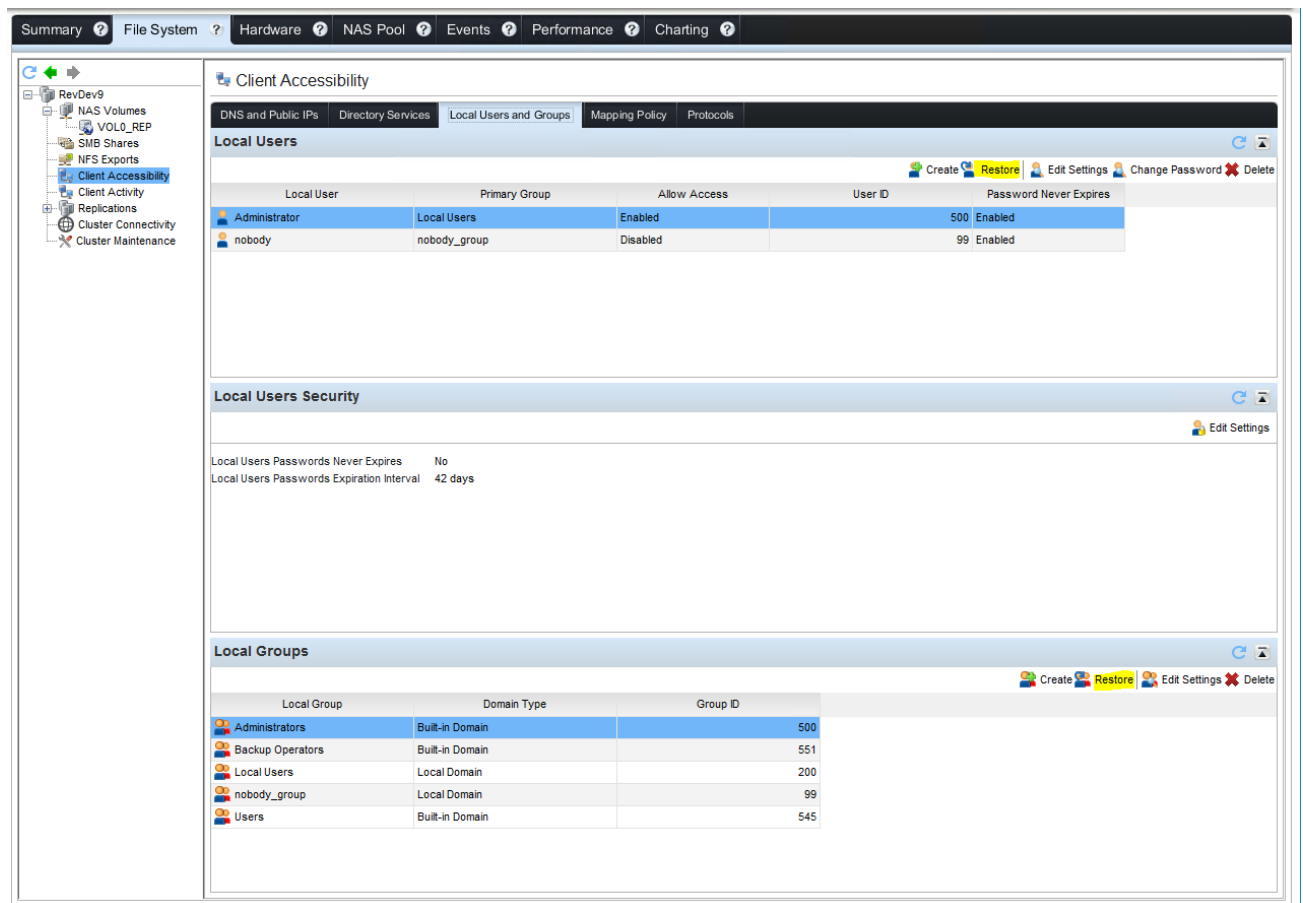 Summary ? File System ? Hardware ? NAS Pool ? Events ? Performance ? Charting ?
RevDev9
NAS Volumes
VOL0_REP
SMB Shares
NFS Exports
Client Accessibility
Client Activity
Replications
Cluster Connectivity
Cluster Maintenance
Client Accessibility
DNS and Public IPs Directory Services Local Users and Groups Mapping Policy Protocols
Local Users
Create Restore Edit Settings Change Password Delete
Local User Primary Group Allow Access User ID Password Never Expires
Administrator Local Users Enabled 500 Enabled
nobody nobody_group Disabled 99 Enabled
Local Users Security
Edit Settings
Local Users Passwords Never Expires No
Local Users Passwords Expiration Interval 42 days
Local Groups
Create Restore Edit Settings Delete
Local Group Domain Type Group ID
Administrators Built-in Domain 500
Backup Operators Built-in Domain 551
Local Users Local Domain 200
nobody_group Local Domain 99
Users Built-in Domain 545